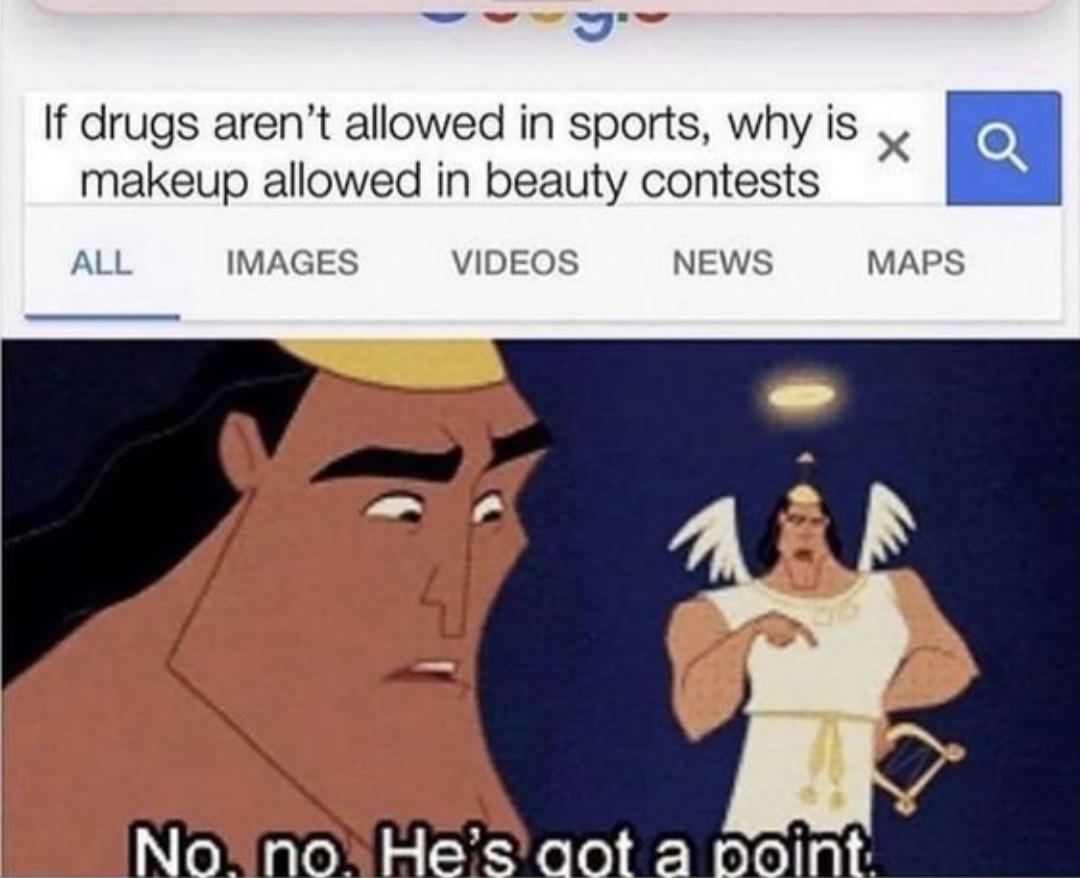 If drugs aren't allowed in sports, why is
makeup allowed in beauty contests
ALL IMAGES VIDEOS NEWS MAPS
No, no. He's got a point.